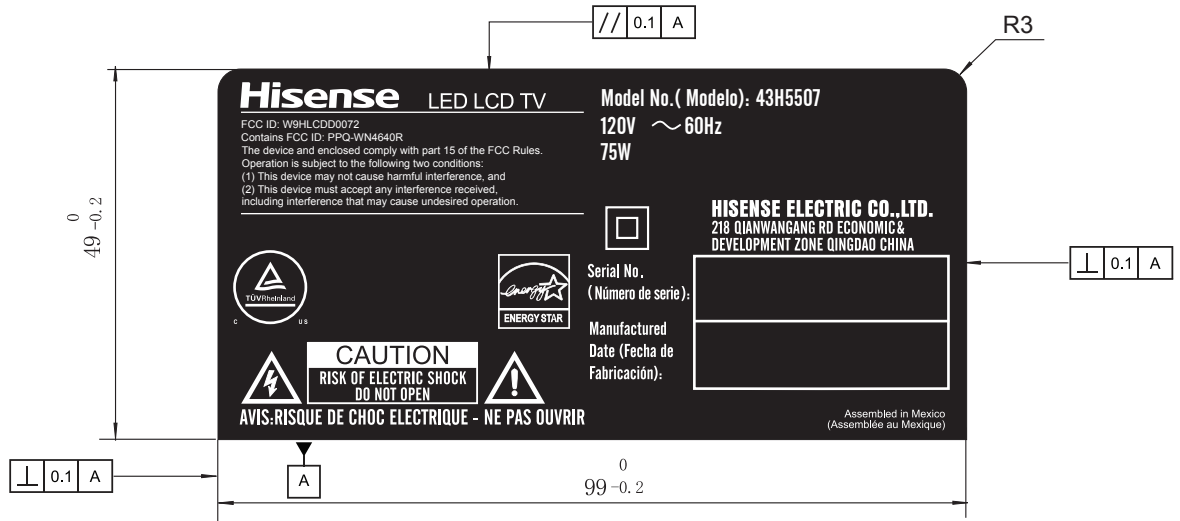 // 0.1 A
R3
Hisense LED LCD TV
FCC ID: W9HLCDD0072
Contains FCC ID: PPQ-WN4640R
The device and enclosed comply with part 15 of the FCC Rules.
Operation is subject to the following two conditions:
(1) This device may not cause harmful interference, and
(2) This device must accept any interference received,
including interference that may cause undesired operation.
Model No.( Modelo): 43H5507
120V ～ 60Hz
75W
0
49 -0.2
HISENSE ELECTRIC CO.,LTD.
218 QIANWANGANG RD ECONOMIC &
DEVELOPMENT ZONE QINGDAO CHINA
⊥ 0.1 A
TÜVRheinland
C US
energy
ENERGY STAR
Serial No.
(Número de serie):
Manufactured
Date (Fecha de
Fabricación):
CAUTION
RISK OF ELECTRIC SHOCK
DO NOT OPEN
AVIS:RISQUE DE CHOC ELECTRIQUE - NE PAS OUVRIR
Assembled in Mexico
(Assemblée au Mexique)
⊥ 0.1 A
A
0
99 -0.2